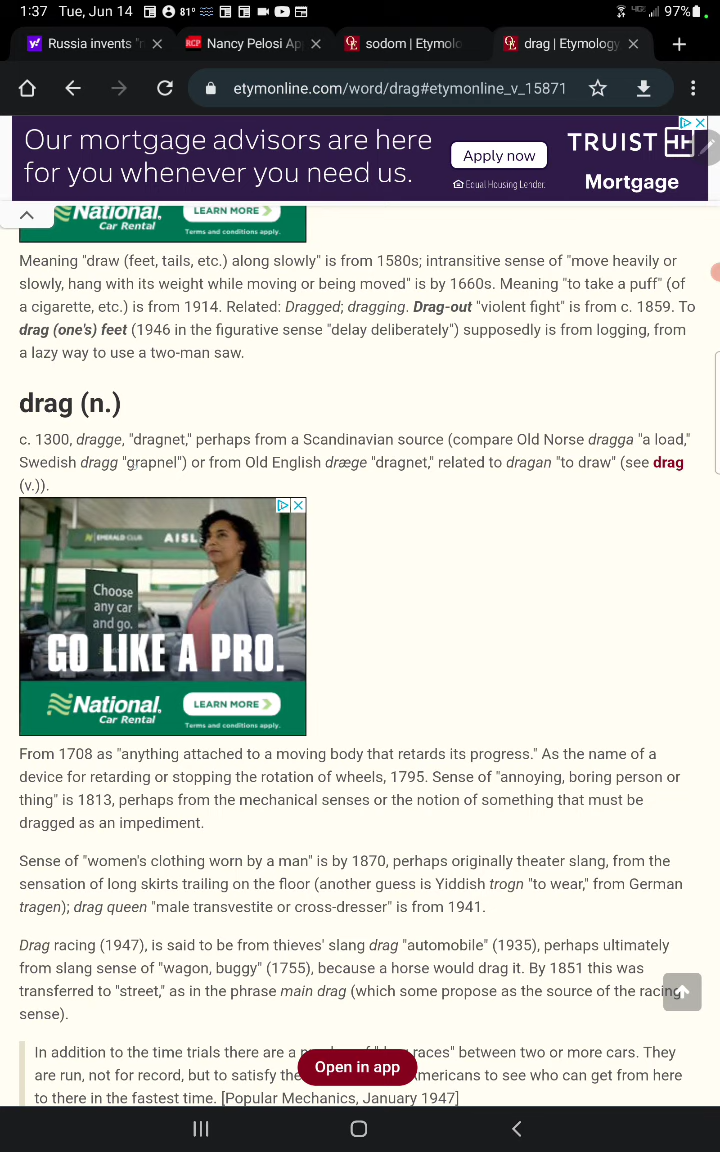 1:37 Tue, Jun 14 81° 97%
Russia invents "r
RCP Nancy Pelosi Ap
sodom | Etymolo
drag | Etymology
etymonline.com/word/drag#etymonline_v_15871
Our mortgage advisors are here
for you whenever you need us.
Apply now
Equal Housing Lender.
TRUIST
Mortgage
National.
Car Rental
LEARN MORE
Terms and conditions apply.
Meaning "draw (feet, tails, etc.) along slowly" is from 1580s; intransitive sense of "move heavily or
slowly, hang with its weight while moving or being moved" is by 1660s. Meaning "to take a puff" (of
a cigarette, etc.) is from 1914. Related: Dragged; dragging. Drag-out "violent fight" is from c. 1859. To
drag (one's) feet (1946 in the figurative sense "delay deliberately") supposedly is from logging, from
a lazy way to use a two-man saw.
drag (n.)
c. 1300, dragge, "dragnet," perhaps from a Scandinavian source (compare Old Norse dragga "a load,"
Swedish dragg "grapnel") or from Old English dræge "dragnet," related to dragan "to draw" (see drag
(v.)).
EMERALD CLUB AISL
Choose
any car
and go.
GO LIKE A PRO.
National.
Car Rental
LEARN MORE
Terms and conditions apply.
From 1708 as "anything attached to a moving body that retards its progress." As the name of a
device for retarding or stopping the rotation of wheels, 1795. Sense of "annoying, boring person or
thing" is 1813, perhaps from the mechanical senses or the notion of something that must be
dragged as an impediment.
Sense of "women's clothing worn by a man" is by 1870, perhaps originally theater slang, from the
sensation of long skirts trailing on the floor (another guess is Yiddish trogn "to wear," from German
tragen); drag queen "male transvestite or cross-dresser" is from 1941.
Drag racing (1947), is said to be from thieves' slang drag "automobile" (1935), perhaps ultimately
from slang sense of "wagon, buggy" (1755), because a horse would drag it. By 1851 this was
transferred to "street," as in the phrase main drag (which some propose as the source of the racing
sense).
In addition to the time trials there are a races" between two or more cars. They
are run, not for record, but to satisfy the mericans to see who can get from here
to there in the fastest time. [Popular Mechanics, January 1947]
Open in app